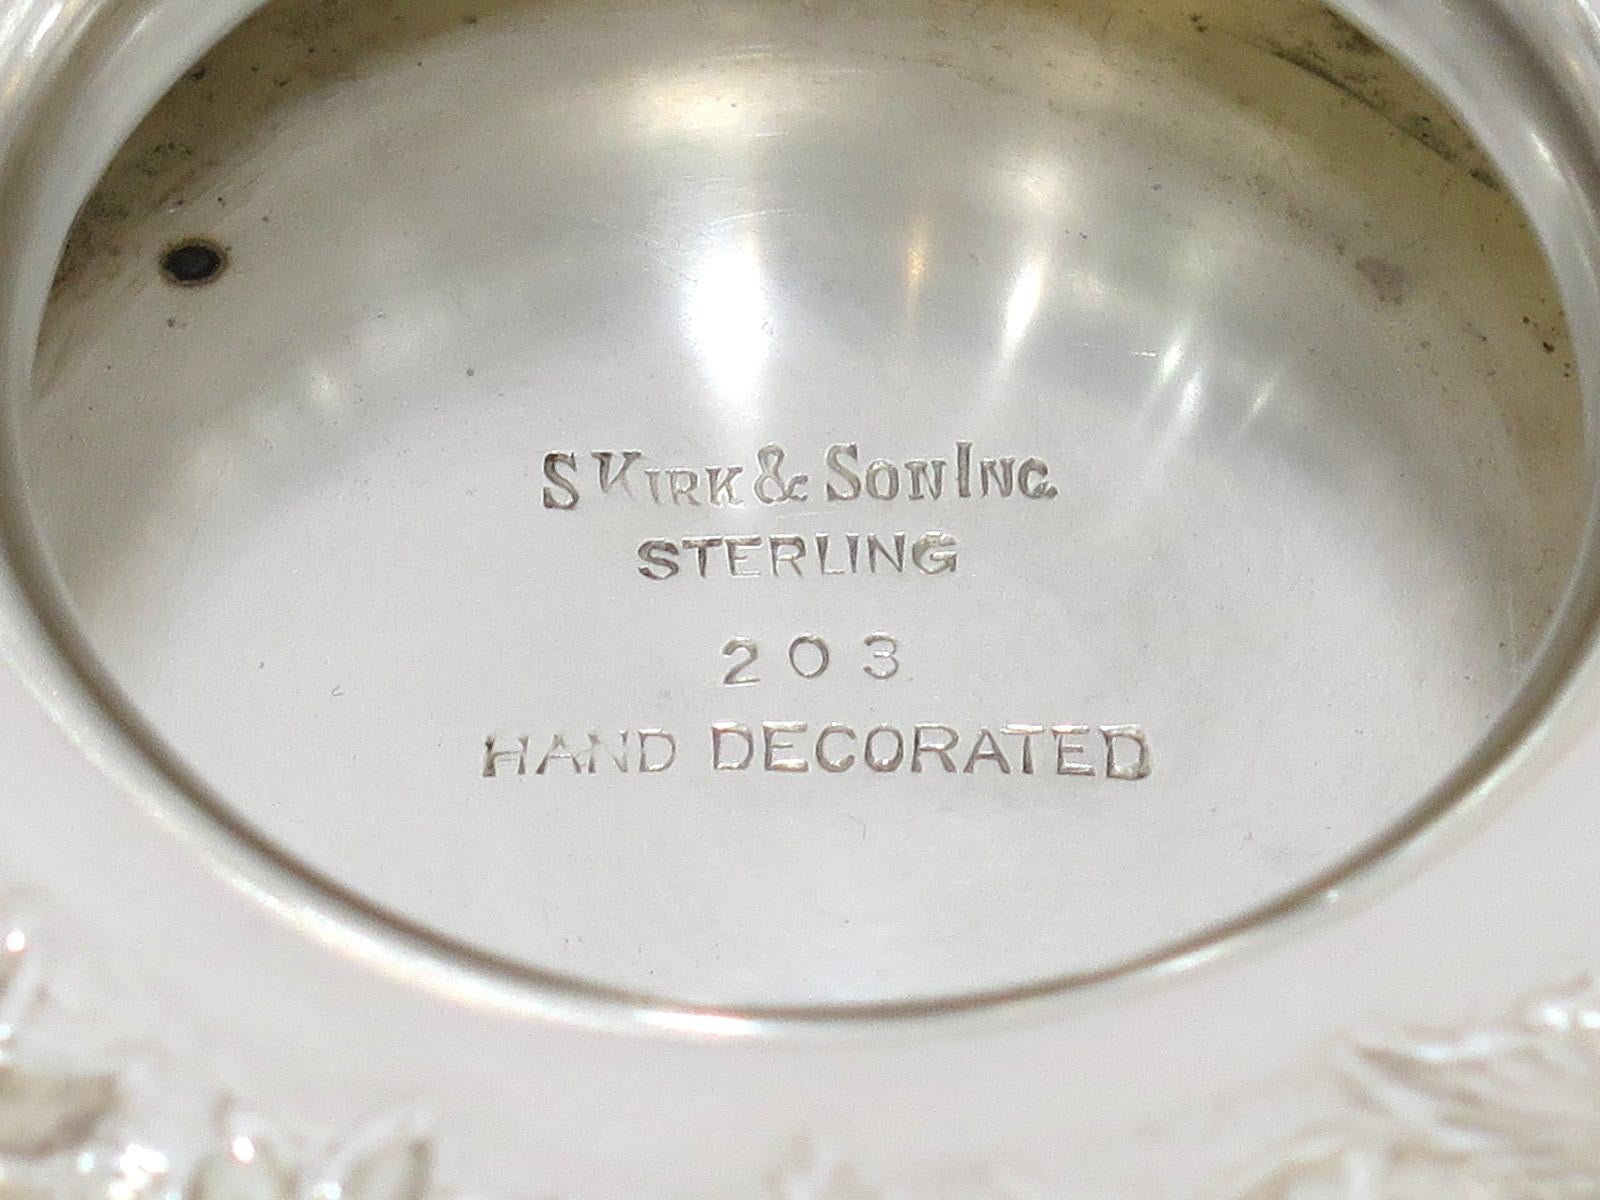 S KIRK & SON INC.
STERLING
203
HAND DECORATED